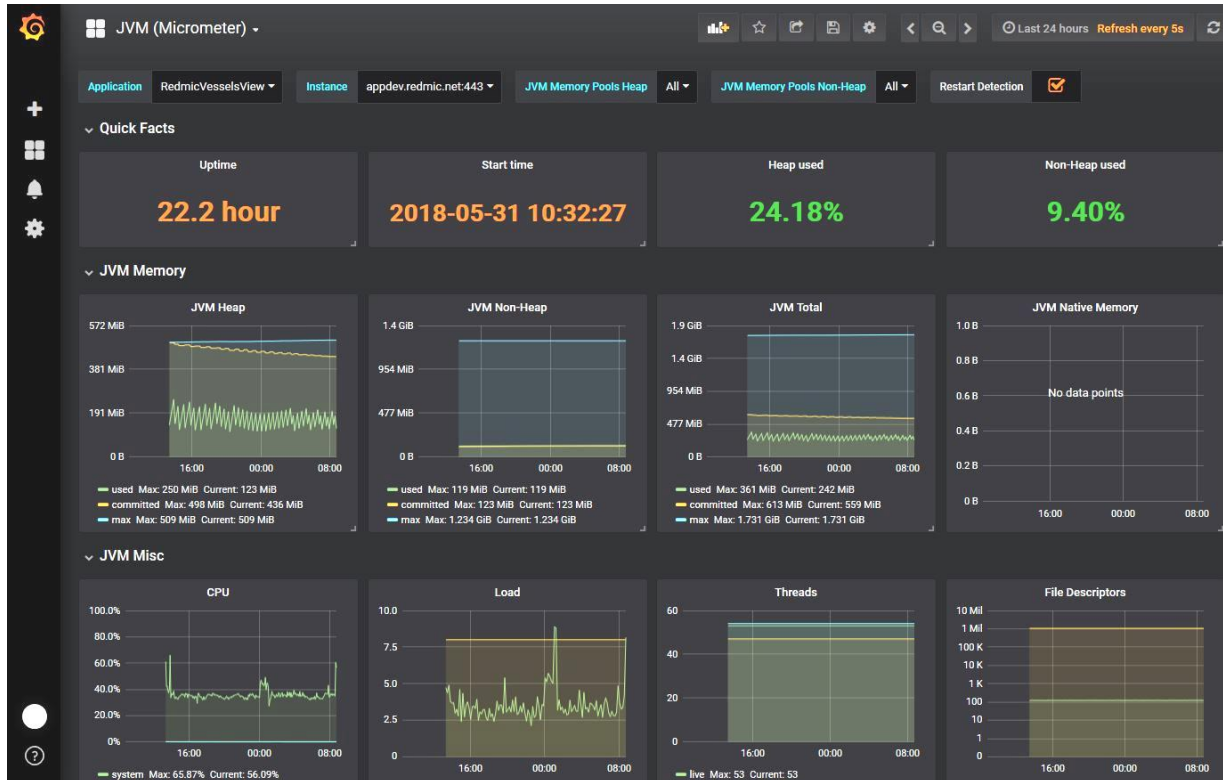 JVM (Micrometer)
Last 24 hours Refresh every 5s
Application RedmicVesselsView Instance appdev.redmic.net:443 JVM Memory Pools Heap All JVM Memory Pools Non-Heap All Restart Detection
Quick Facts
Uptime
22.2 hour
Start time
2018-05-31 10:32:27
Heap used
24.18%
Non-Heap used
9.40%
JVM Memory
JVM Heap
572 MiB
381 MiB
191 MiB
0 B
16:00 00:00 08:00
used Max: 250 MiB Current: 123 MiB
committed Max: 498 MiB Current: 436 MiB
max Max: 509 MiB Current: 509 MiB
JVM Non-Heap
1.4 GiB
954 MiB
477 MiB
0 B
16:00 00:00 08:00
used Max: 119 MiB Current: 119 MiB
committed Max: 123 MiB Current: 123 MiB
max Max: 1.234 GiB Current: 1.234 GiB
JVM Total
1.9 GiB
1.4 GiB
954 MiB
477 MiB
0 B
16:00 00:00 08:00
used Max: 361 MiB Current: 242 MiB
committed Max: 613 MiB Current: 559 MiB
max Max: 1.731 GiB Current: 1.731 GiB
JVM Native Memory
1.0 B
0.8 B
0.6 B
0.4 B
0.2 B
0 B
No data points
16:00 00:00 08:00
JVM Misc
CPU
100.0%
80.0%
60.0%
40.0%
20.0%
0%
16:00 00:00 08:00
system Max: 65.87% Current: 56.09%
Load
10.0
7.5
5.0
2.5
0
16:00 00:00 08:00
Threads
60
40
20
0
16:00 00:00 08:00
live Max: 53 Current: 53
File Descriptors
10 Mil
1 Mil
100 K
10 K
1 K
100
10
1
0
16:00 00:00 08:00